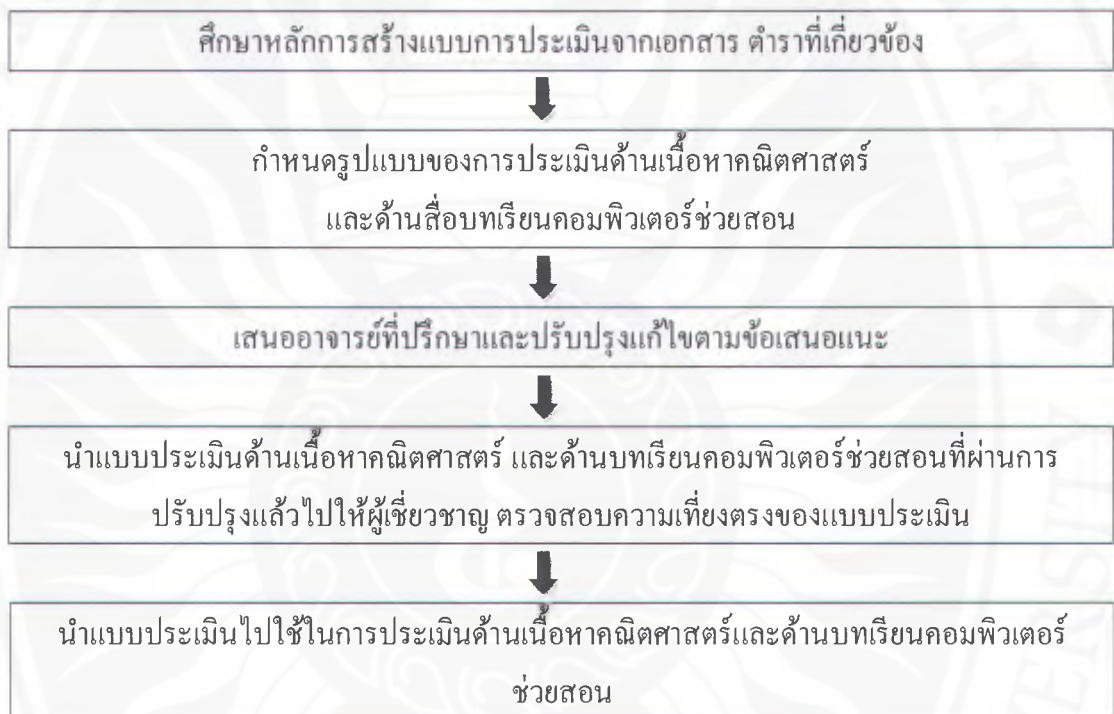 ศึกษาหลักการสร้างแบบการประเมินจากเอกสาร ตำราที่เกี่ยวข้อง
กำหนดรูปแบบของการประเมินด้านเนื้อหาคณิตศาสตร์
และด้านสื่อบทเรียนคอมพิวเตอร์ช่วยสอน
เสนออาจารย์ที่ปรึกษาและปรับปรุงแก้ไขตามข้อเสนอแนะ
นำแบบประเมินด้านเนื้อหาคณิตศาสตร์ และด้านบทเรียนคอมพิวเตอร์ช่วยสอนที่ผ่านการ
ปรับปรุงแล้วไปให้ผู้เชี่ยวชาญ ตรวจสอบความเที่ยงตรงของแบบประเมิน
นำแบบประเมินไปใช้ในการประเมินด้านเนื้อหาคณิตศาสตร์และด้านบทเรียนคอมพิวเตอร์
ช่วยสอน